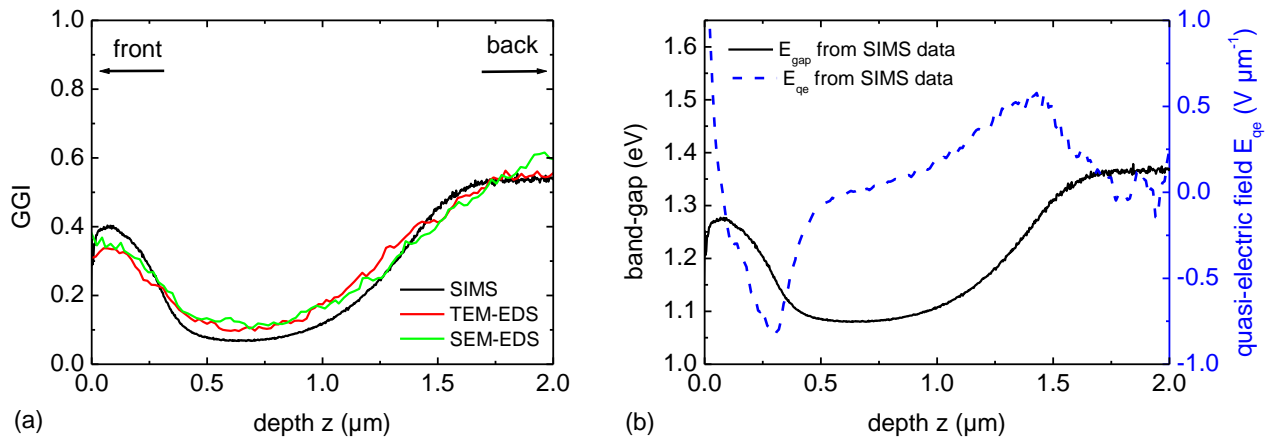 1.0
0.8
0.6
0.4
0.2
0.0
GGI
front
back
SIMS
TEM-EDS
SEM-EDS
0.0 0.5 1.0 1.5 2.0
depth z (µm)
(a)
1.6
1.5
1.4
1.3
1.2
1.1
1.0
band-gap (eV)
E_gap from SIMS data
E_qe from SIMS data
1.0
0.5
0.0
-0.5
-1.0
quasi-electric field E_qe (V µm⁻¹)
0.0 0.5 1.0 1.5 2.0
depth z (µm)
(b)